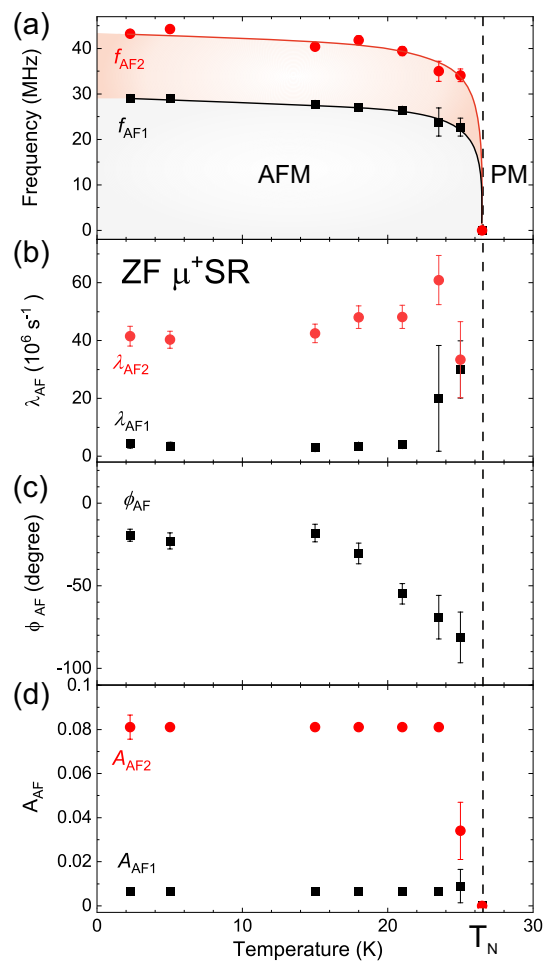 (a)
Frequency (MHz)
40
30
20
10
0
f_AF2
f_AF1
AFM
PM
(b)
ZF μ⁺SR
λ_AF (10⁶ s⁻¹)
60
40
20
0
λ_AF2
λ_AF1
(c)
ϕ_AF
ϕ_AF (degree)
0
-50
-100
(d)
A_AF
0.1
0.08
0.06
0.04
0.02
0
A_AF2
A_AF1
0 10 20 30
T_N
Temperature (K)